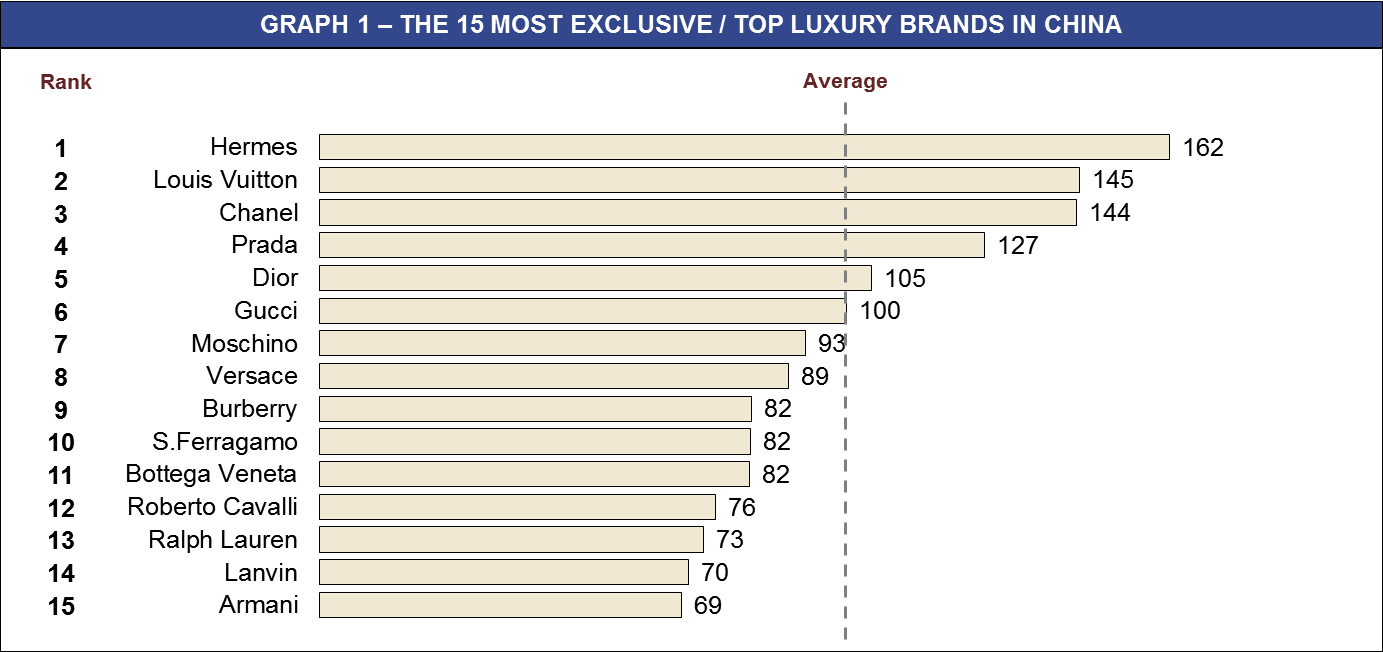 GRAPH 1 – THE 15 MOST EXCLUSIVE / TOP LUXURY BRANDS IN CHINA
Rank Average
1 Hermes 162
2 Louis Vuitton 145
3 Chanel 144
4 Prada 127
5 Dior 105
6 Gucci 100
7 Moschino 93
8 Versace 89
9 Burberry 82
10 S.Ferragamo 82
11 Bottega Veneta 82
12 Roberto Cavalli 76
13 Ralph Lauren 73
14 Lanvin 70
15 Armani 69